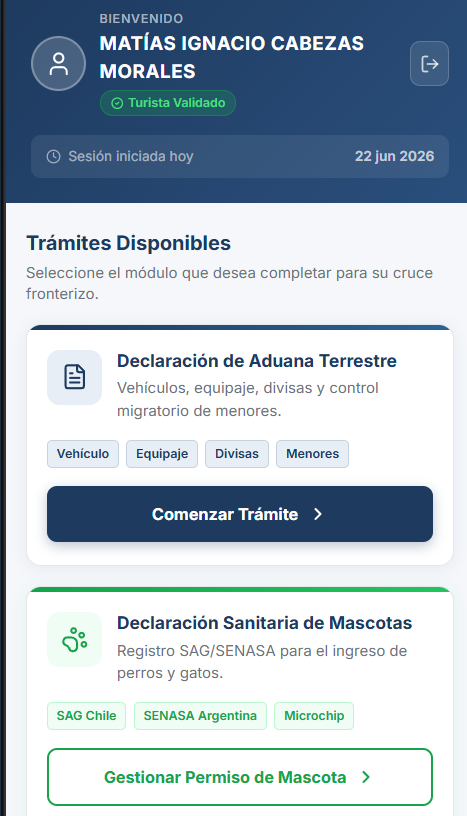 BIENVENIDO
MATÍAS IGNACIO CABEZAS
MORALES
Turista Validado
Sesión iniciada hoy
22 jun 2026
Trámites Disponibles
Seleccione el módulo que desea completar para su cruce
fronterizo.
Declaración de Aduana Terrestre
Vehículos, equipaje, divisas y control
migratorio de menores.
Vehículo
Equipaje
Divisas
Menores
Comenzar Trámite
Declaración Sanitaria de Mascotas
Registro SAG/SENASA para el ingreso de
perros y gatos.
SAG Chile
SENASA Argentina
Microchip
Gestionar Permiso de Mascota